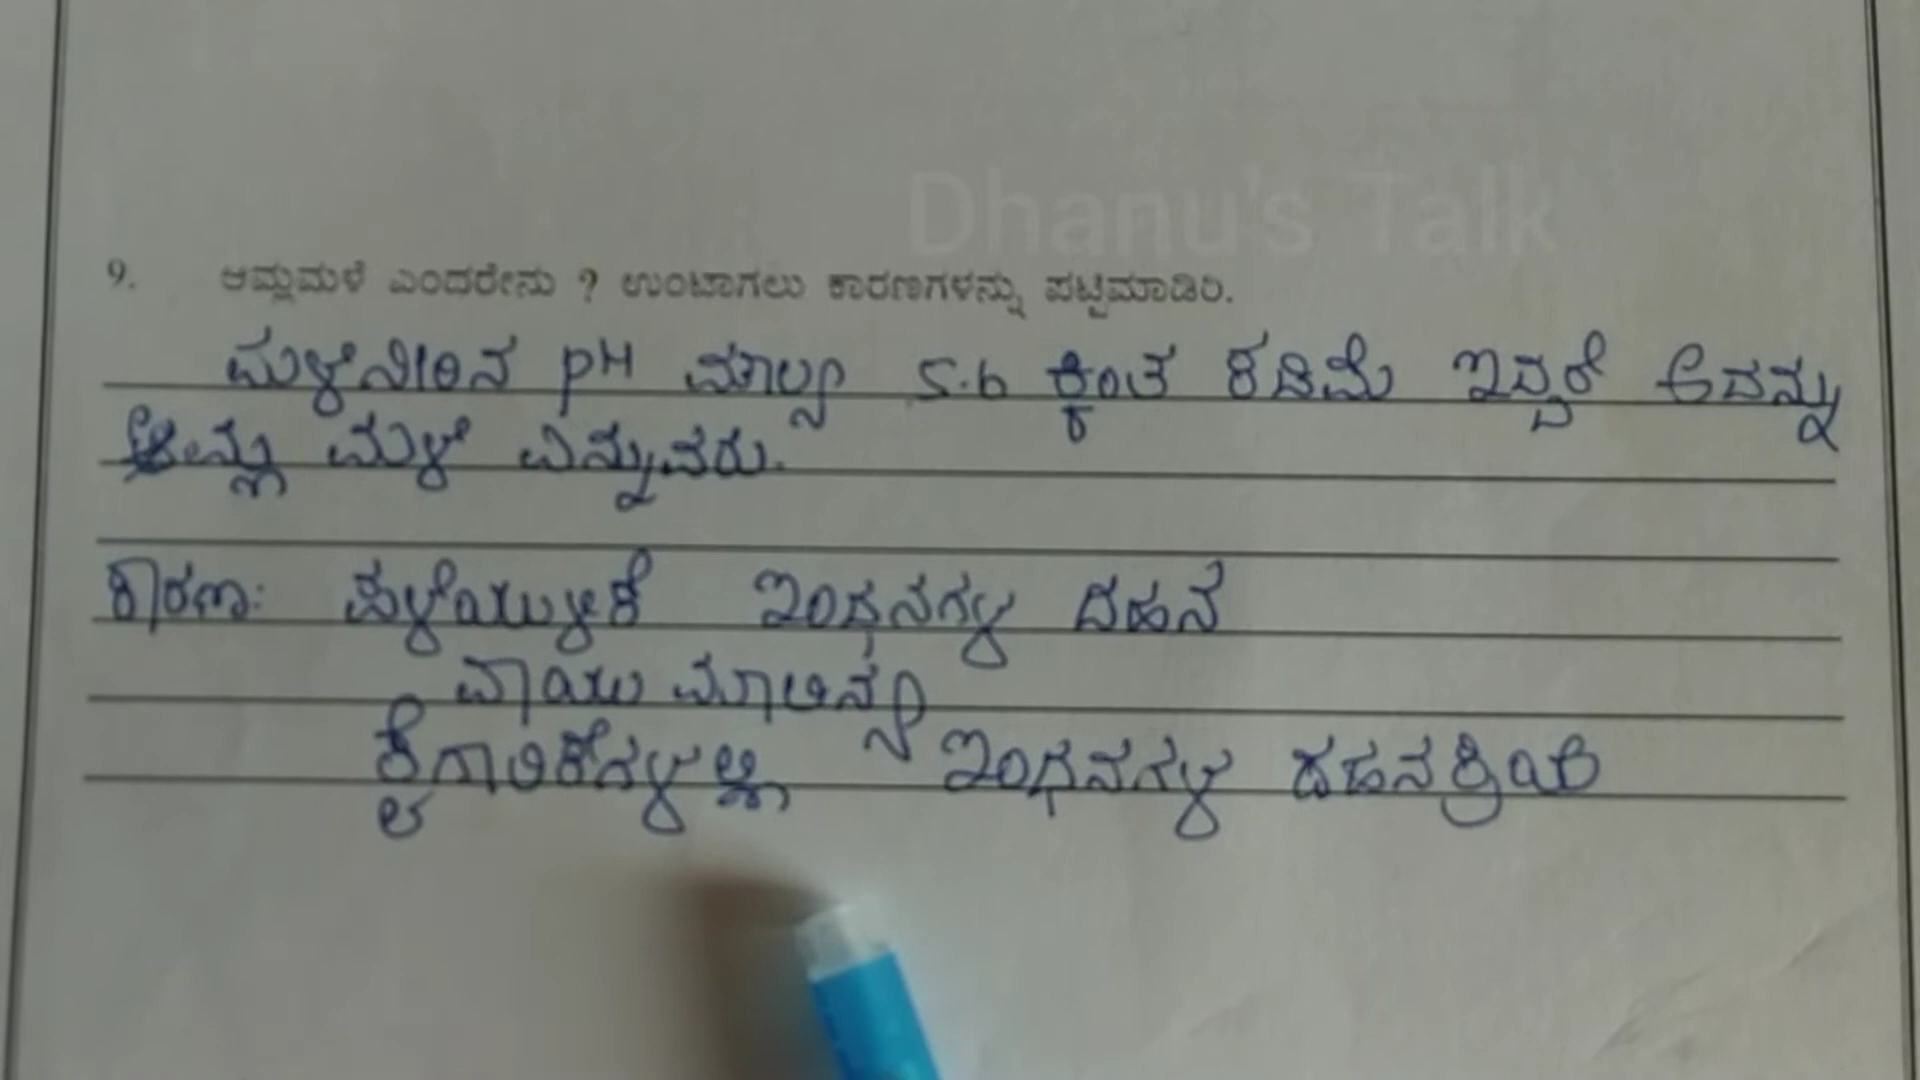 Dhanu's Talk
9. ಆಮ್ಲಮಳೆ ಎಂದರೇನು ? ಉಂಟಾಗಲು ಕಾರಣಗಳನ್ನು ಪಟ್ಟಿಮಾಡಿರಿ.
ಮಳೆನೀರಿನ pH ಮೌಲ್ಯ 5.6 ಕ್ಕಿಂತ ಕಡಿಮೆ ಇದ್ದರೆ ಅದನ್ನು
ಆಮ್ಲ ಮಳೆ ಎನ್ನುವರು.
ಕಾರಣ: ಪಳೆಯುಳಿಕೆ ಇಂಧನಗಳ ದಹನ
ವಾಯು ಮಾಲಿನ್ಯ
ಕೈಗಾರಿಕೆಗಳಲ್ಲಿ ಇಂಧನಗಳ ದಹನಕ್ರಿಯೆ